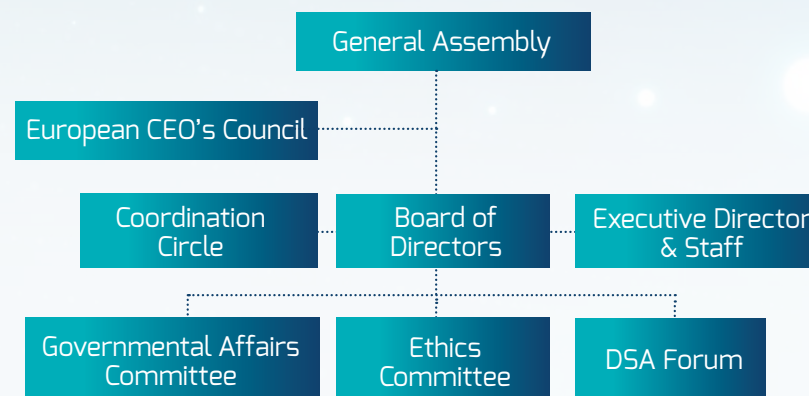 General Assembly
European CEO's Council
Coordination
Circle
Board of
Directors
Executive Director
& Staff
Governmental Affairs
Committee
Ethics
Committee
DSA Forum